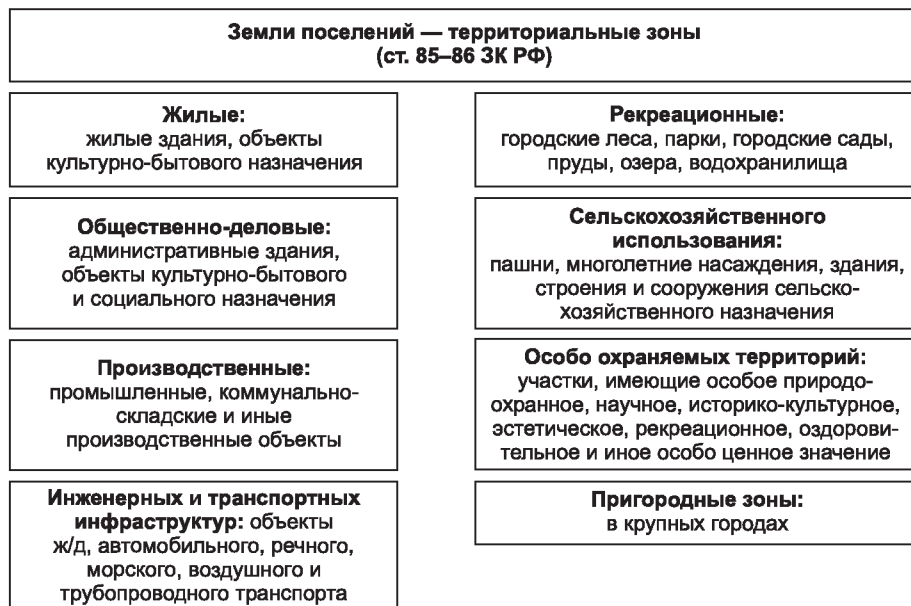 Земли поселений — территориальные зоны
(ст. 85–86 ЗК РФ)
Жилые:
жилые здания, объекты
культурно-бытового назначения
Общественно-деловые:
административные здания,
объекты культурно-бытового
и социального назначения
Производственные:
промышленные, коммунально-
складские и иные
производственные объекты
Инженерных и транспортных
инфраструктур: объекты
ж/д, автомобильного, речного,
морского, воздушного и
трубопроводного транспорта
Рекреационные:
городские леса, парки, городские сады,
пруды, озера, водохранилища
Сельскохозяйственного
использования:
пашни, многолетние насаждения, здания,
строения и сооружения сельско-
хозяйственного назначения
Особо охраняемых территорий:
участки, имеющие особое природо-
охранное, научное, историко-культурное,
эстетическое, рекреационное, оздорови-
тельное и иное особо ценное значение
Пригородные зоны:
в крупных городах